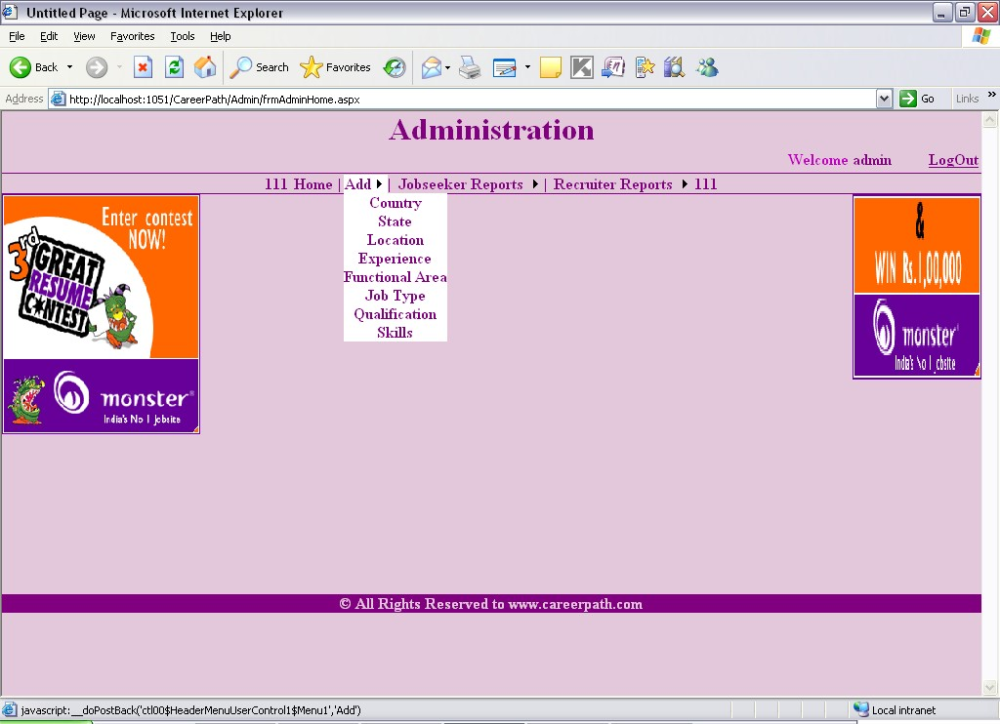 Untitled Page - Microsoft Internet Explorer
File Edit View Favorites Tools Help
Back Search Favorites
Address http://localhost:1051/CareerPath/Admin/frmAdminHome.aspx Go Links »
Administration
Welcome admin LogOut
111 Home | Add | Jobseeker Reports | Recruiter Reports 111
Country
State
Location
Experience
Functional Area
Job Type
Qualification
Skills
Enter contest
NOW!
3rd GREAT
RESUME
C*NTEST
monster
India's No 1 jobsite
&
WIN Rs.1,00,000
monster
India's No 1 jobsite
© All Rights Reserved to www.careerpath.com
javascript:__doPostBack('ctl00$HeaderMenuUserControl1$Menu1','Add') Local intranet